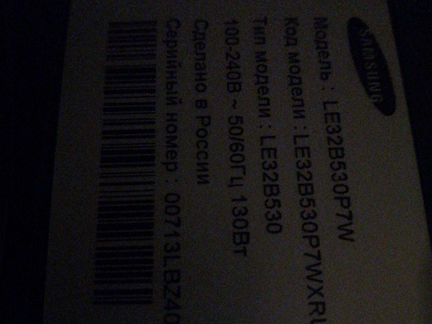 SAMSUNG
Модель : LE32B530P7W
Код модели : LE32B530P7WXRU
Тип модели : LE32B530
100-240В ~ 50/60Гц 130Вт
Сделано в России
Серийный номер : 00713LBZ40